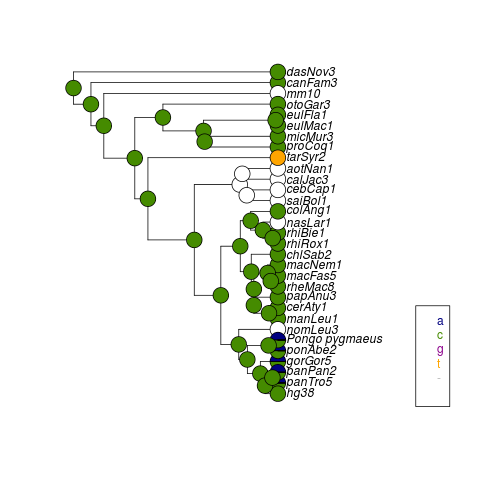 dasNov3
canFam3
mm10
otoGar3
eulFla1
eulMac1
micMur3
proCoq1
tarSyr2
aotNan1
calJac3
cebCap1
saiBol1
colAng1
nasLar1
rhiBie1
rhiRox1
chlSab2
macNem1
macFas5
rheMac8
papAnu3
cerAty1
manLeu1
nomLeu3
Pongo pygmaeus
ponAbe2
gorGor5
panPan2
panTro5
hg38
a
c
g
t
-